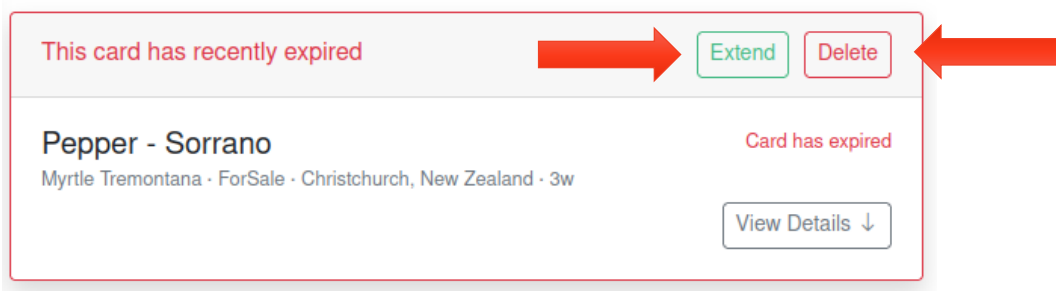 This card has recently expired
Extend
Delete
Pepper - Sorrano
Card has expired
Myrtle Tremontana · ForSale · Christchurch, New Zealand · 3w
View Details ↓